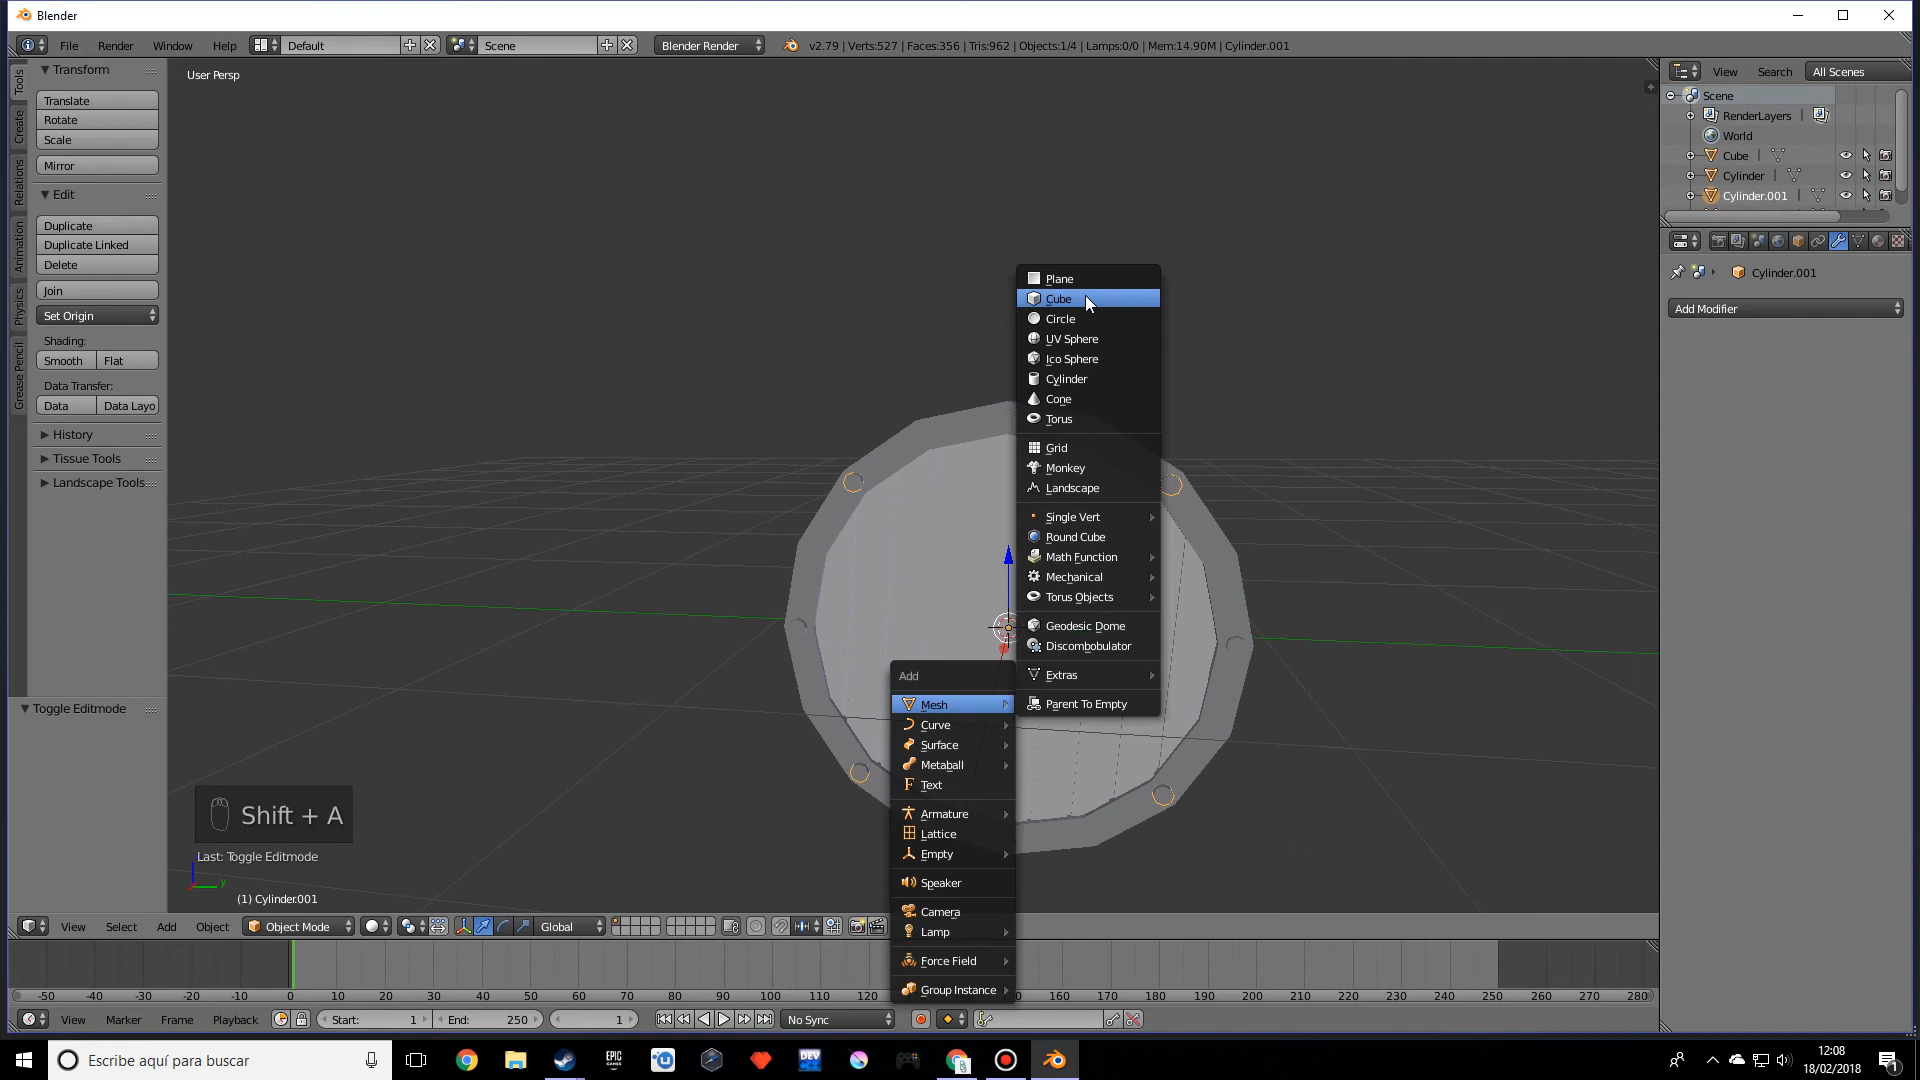 Blender
File Render Window Help Default Scene Blender Render v2.79 | Verts:527 | Faces:356 | Tris:962 | Objects:1/4 | Lamps:0/0 | Mem:14.90M | Cylinder.001
Tools
Create
Relations
Animation
Physics
Grease Pencil
Transform
Translate
Rotate
Scale
Mirror
Edit
Duplicate
Duplicate Linked
Delete
Join
Set Origin
Shading:
Smooth Flat
Data Transfer:
Data Data Layo
History
Tissue Tools
Landscape Tools
Toggle Editmode
User Persp
Plane
Cube
Circle
UV Sphere
Ico Sphere
Cylinder
Cone
Torus
Grid
Monkey
Landscape
Single Vert
Round Cube
Math Function
Mechanical
Torus Objects
Geodesic Dome
Discombobulator
Extras
Parent To Empty
Add
Mesh
Curve
Surface
Metaball
Text
Armature
Lattice
Empty
Speaker
Camera
Lamp
Force Field
Group Instance
Shift + A
Last: Toggle Editmode
y
(1) Cylinder.001
View Search All Scenes
Scene
RenderLayers |
World
Cube |
Cylinder |
Cylinder.001 |
Cylinder.001
Add Modifier
View Select Add Object Object Mode Global
-50 -40 -30 -20 -10 0 10 20 30 40 50 60 70 80 90 100 110 120 160 170 180 190 200 210 220 230 240 250 260 270 280
View Marker Frame Playback Start: 1 End: 250 1 No Sync
Escribe aquí para buscar
EPIC GAMES
DEV
12:08
18/02/2018
1